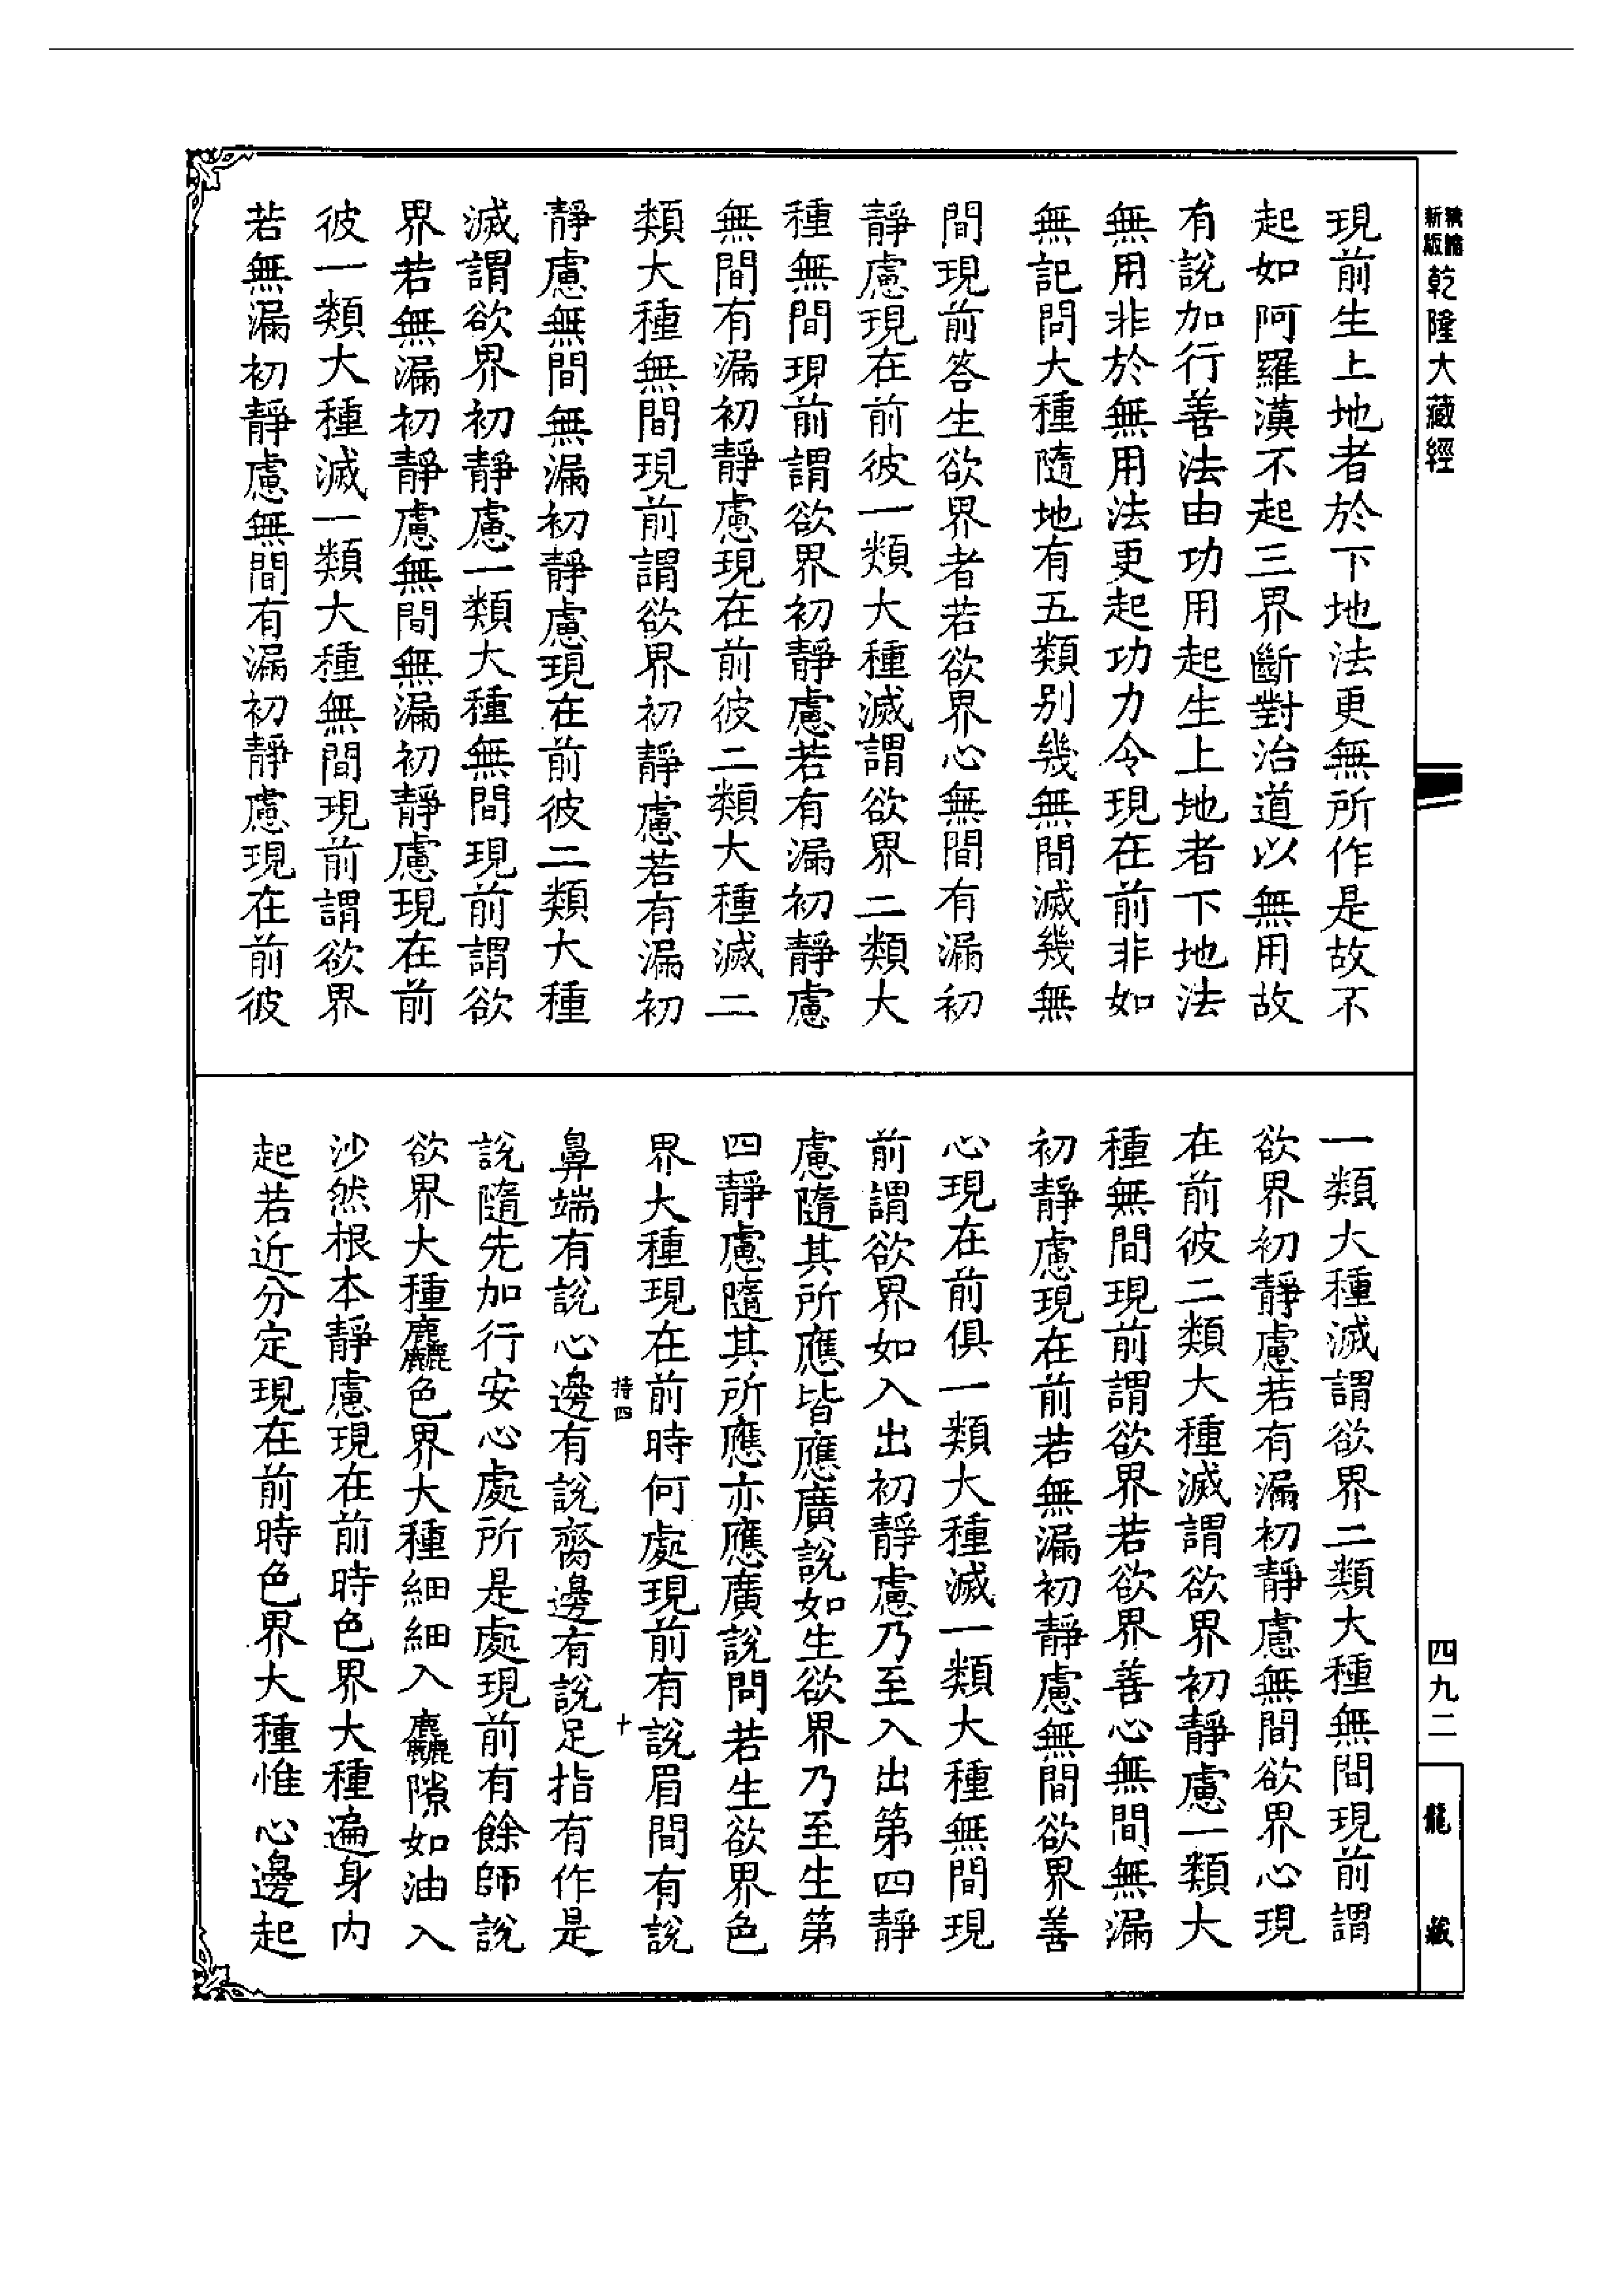 新版
精縮
乾隆大藏經
現前生上地者於下地法更無所作是故不
起如阿羅漢不起三界斷對治道以無用故
有說加行善法由功用起生上地者下地法
無用非於無用法更起功力令現在前非如
無記問大種隨地有五類別幾無間滅幾無
間現前答生欲界者若欲界心無間有漏初
靜慮現在前彼一類大種滅謂欲界二類大
種無間現前謂欲界初靜慮若有漏初靜慮
無間有漏初靜慮現在前彼二類大種滅二
類大種無間現前謂欲界初靜慮若有漏初
靜慮無間無漏初靜慮現在前彼二類大種
滅謂欲界初靜慮一類大種無間現前謂欲
界若無漏初靜慮無間無漏初靜慮現在前
彼一類大種滅一類大種無間現前謂欲界
若無漏初靜慮無間有漏初靜慮現在前彼
一類大種滅謂欲界二類大種無間現前謂
欲界初靜慮若有漏初靜慮無間欲界心現
在前彼二類大種滅謂欲界初靜慮一類大
種無間現前謂欲界若欲界善心無間無漏
初靜慮現在前若無漏初靜慮無間欲界善
心現在前俱一類大種滅一類大種無間現
前謂欲界如入出初靜慮乃至入出第四靜
慮隨其所應皆應廣說如生欲界乃至生第
四靜慮隨其所應亦應廣說問若生欲界色
界大種現在前時何處現前有說眉間有說
持四
十
鼻端有說心邊有說臍邊有說足指有作是
說隨先加行安心處所是處現前有餘師說
欲界大種麤色界大種細細入麤隙如油入
沙然根本靜慮現在前時色界大種遍身內
起若近分定現在前時色界大種惟心邊起
四九二
龍藏